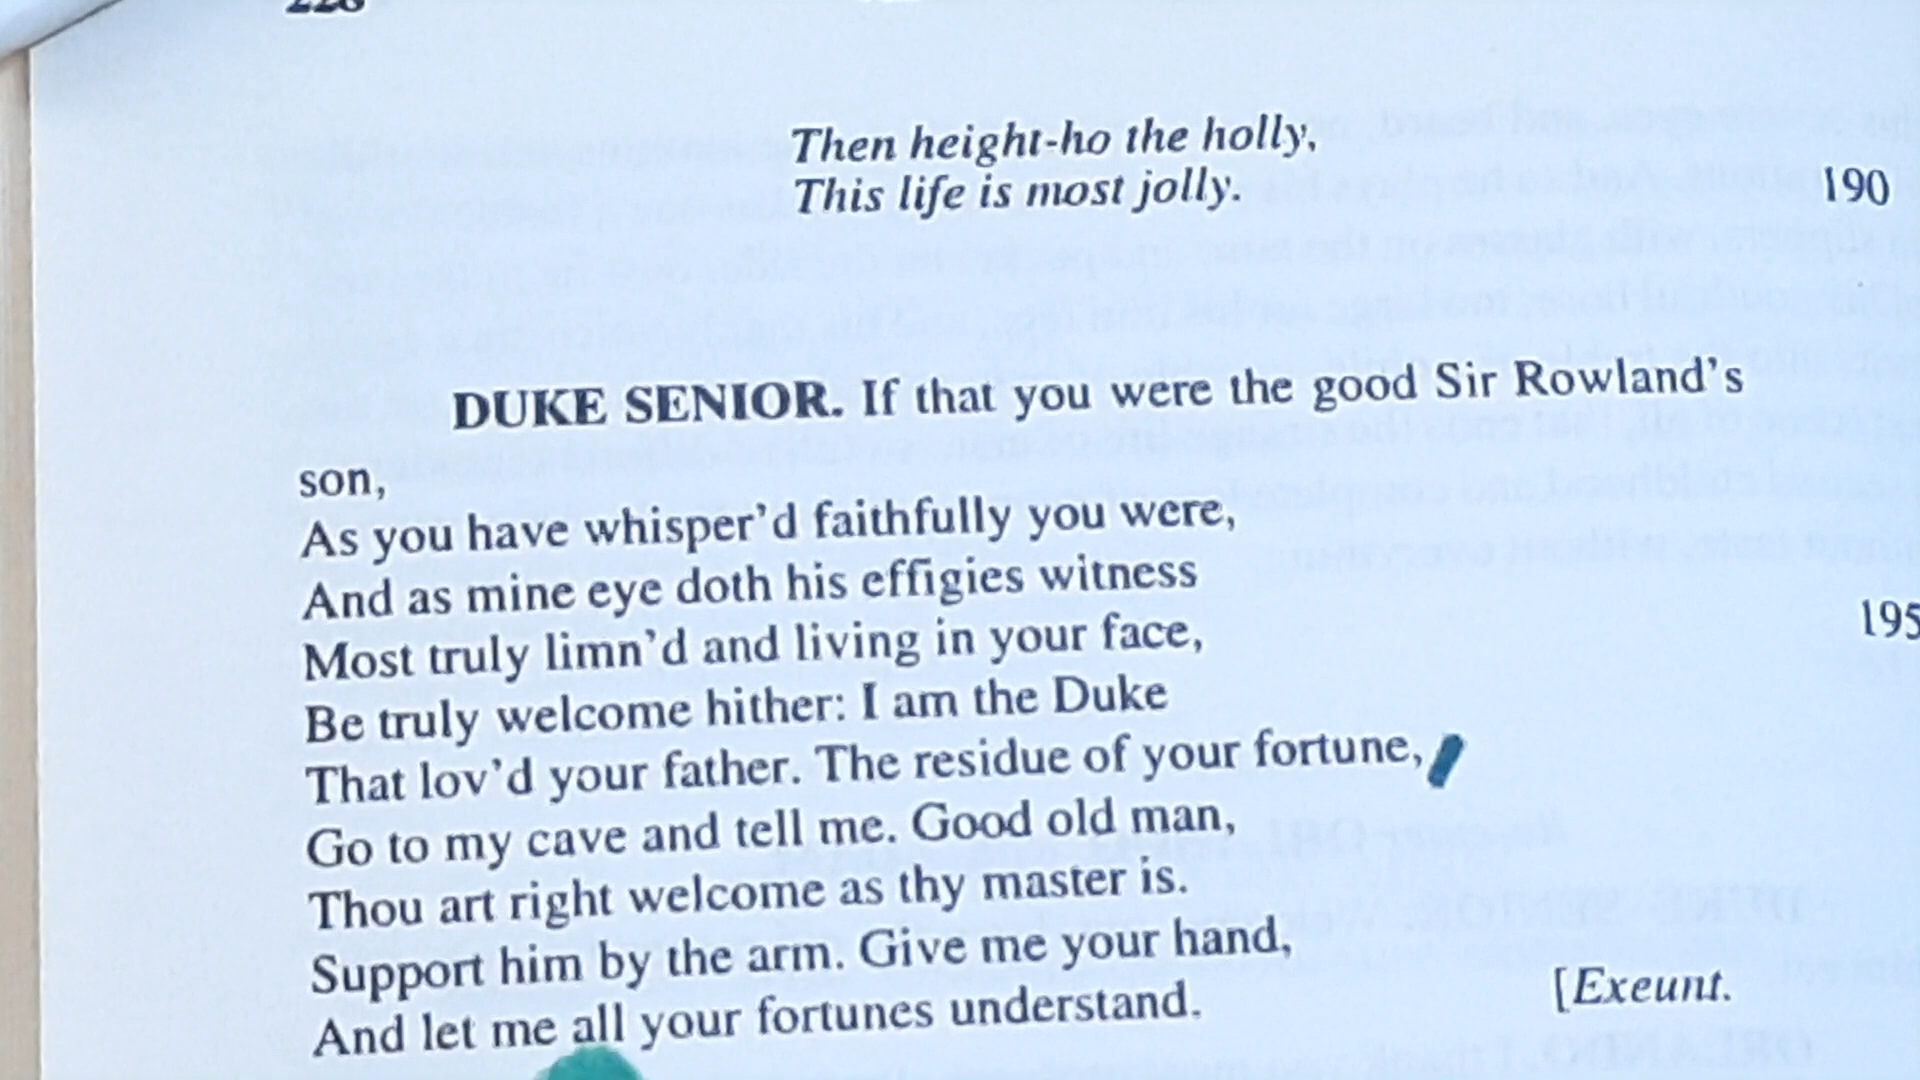 Then height-ho the holly,
This life is most jolly.
190
DUKE SENIOR. If that you were the good Sir Rowland's
son,
As you have whisper'd faithfully you were,
And as mine eye doth his effigies witness
Most truly limn'd and living in your face,
195
Be truly welcome hither: I am the Duke
That lov'd your father. The residue of your fortune,
Go to my cave and tell me. Good old man,
Thou art right welcome as thy master is.
Support him by the arm. Give me your hand,
And let me all your fortunes understand.
[Exeunt.